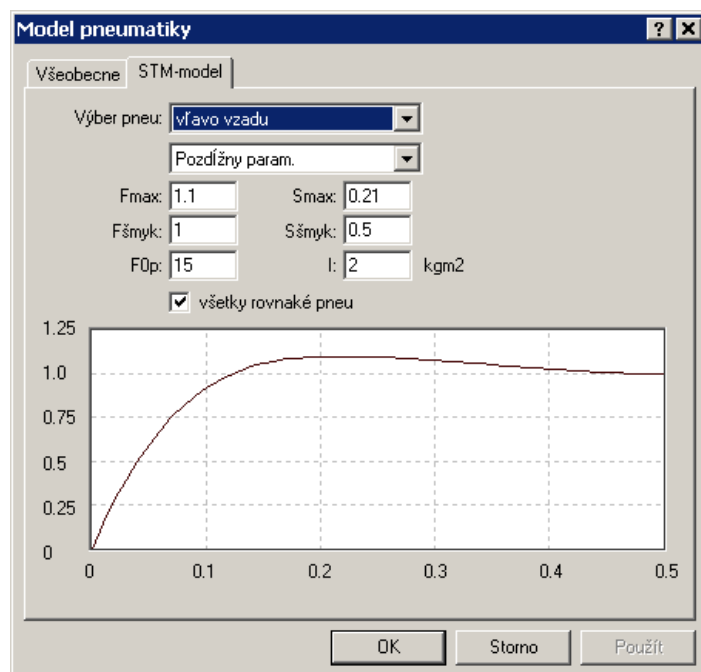 Model pneumatiky
Všeobecne STM-model
Výber pneu: vľavo vzadu
Pozdĺžny param.
Fmax: 1.1 Smax: 0.21
Fšmyk: 1 Sšmyk: 0.5
F0p: 15 I: 2 kgm2
všetky rovnaké pneu
1.25
1.0
0.75
0.5
0.25
0
0 0.1 0.2 0.3 0.4 0.5
OK Storno Použít